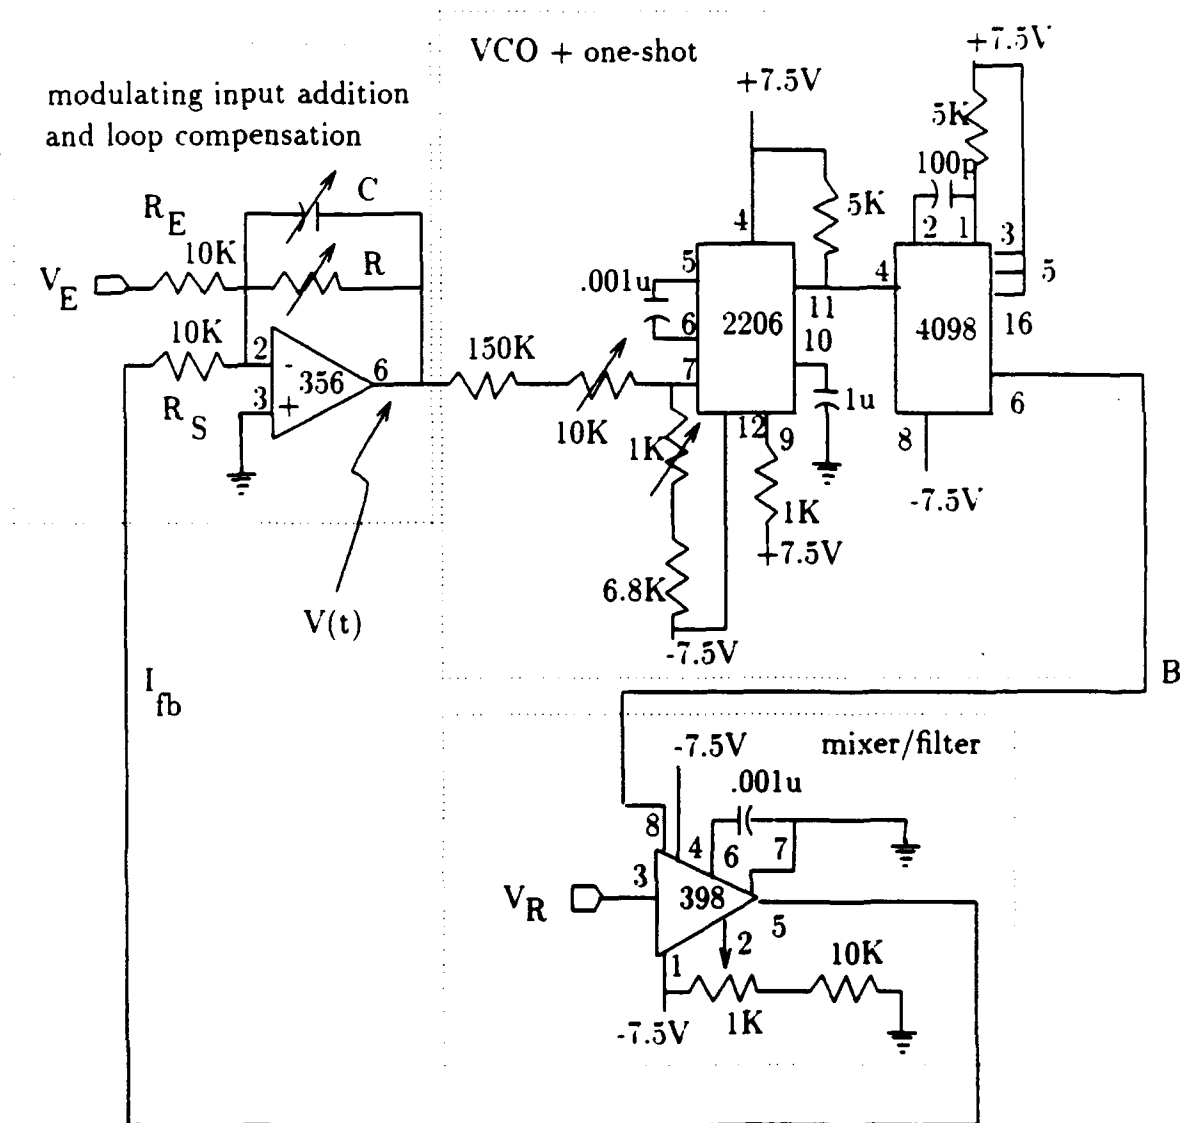 VCO + one-shot
+7.5V
+7.5V
modulating input addition
and loop compensation
5K
100p
R
E
C
5K
2
1
3
4
10K
R
V
E
5
.001u
4
5
11
16
10K
2206
4098
6
10
150K
2
-
356
6
7
3
+
1u
6
R
S
10K
1K
12
9
8
-7.5V
1K
+7.5V
6.8K
V(t)
-7.5V
B
I
fb
-7.5V
mixer/filter
.001u
8
4
6
7
3
V
R
398
5
2
1
10K
-7.5V
1K